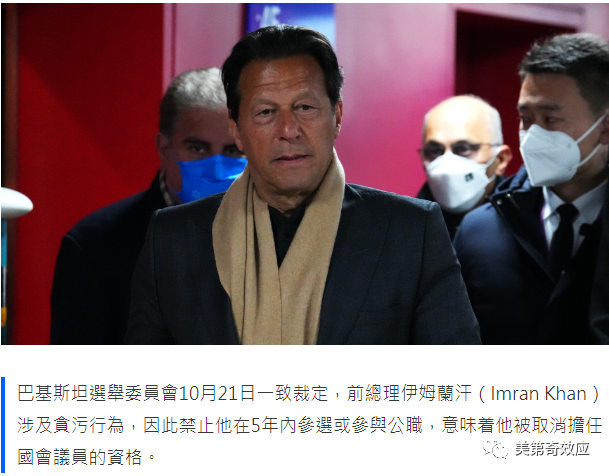 巴基斯坦選舉委員會10月21日一致裁定，前總理伊姆蘭汗（Imran Khan）
涉及貪污行為，因此禁止他在5年內參選或參與公職，意味着他被取消擔任
國會議員的資格。
美第奇效应